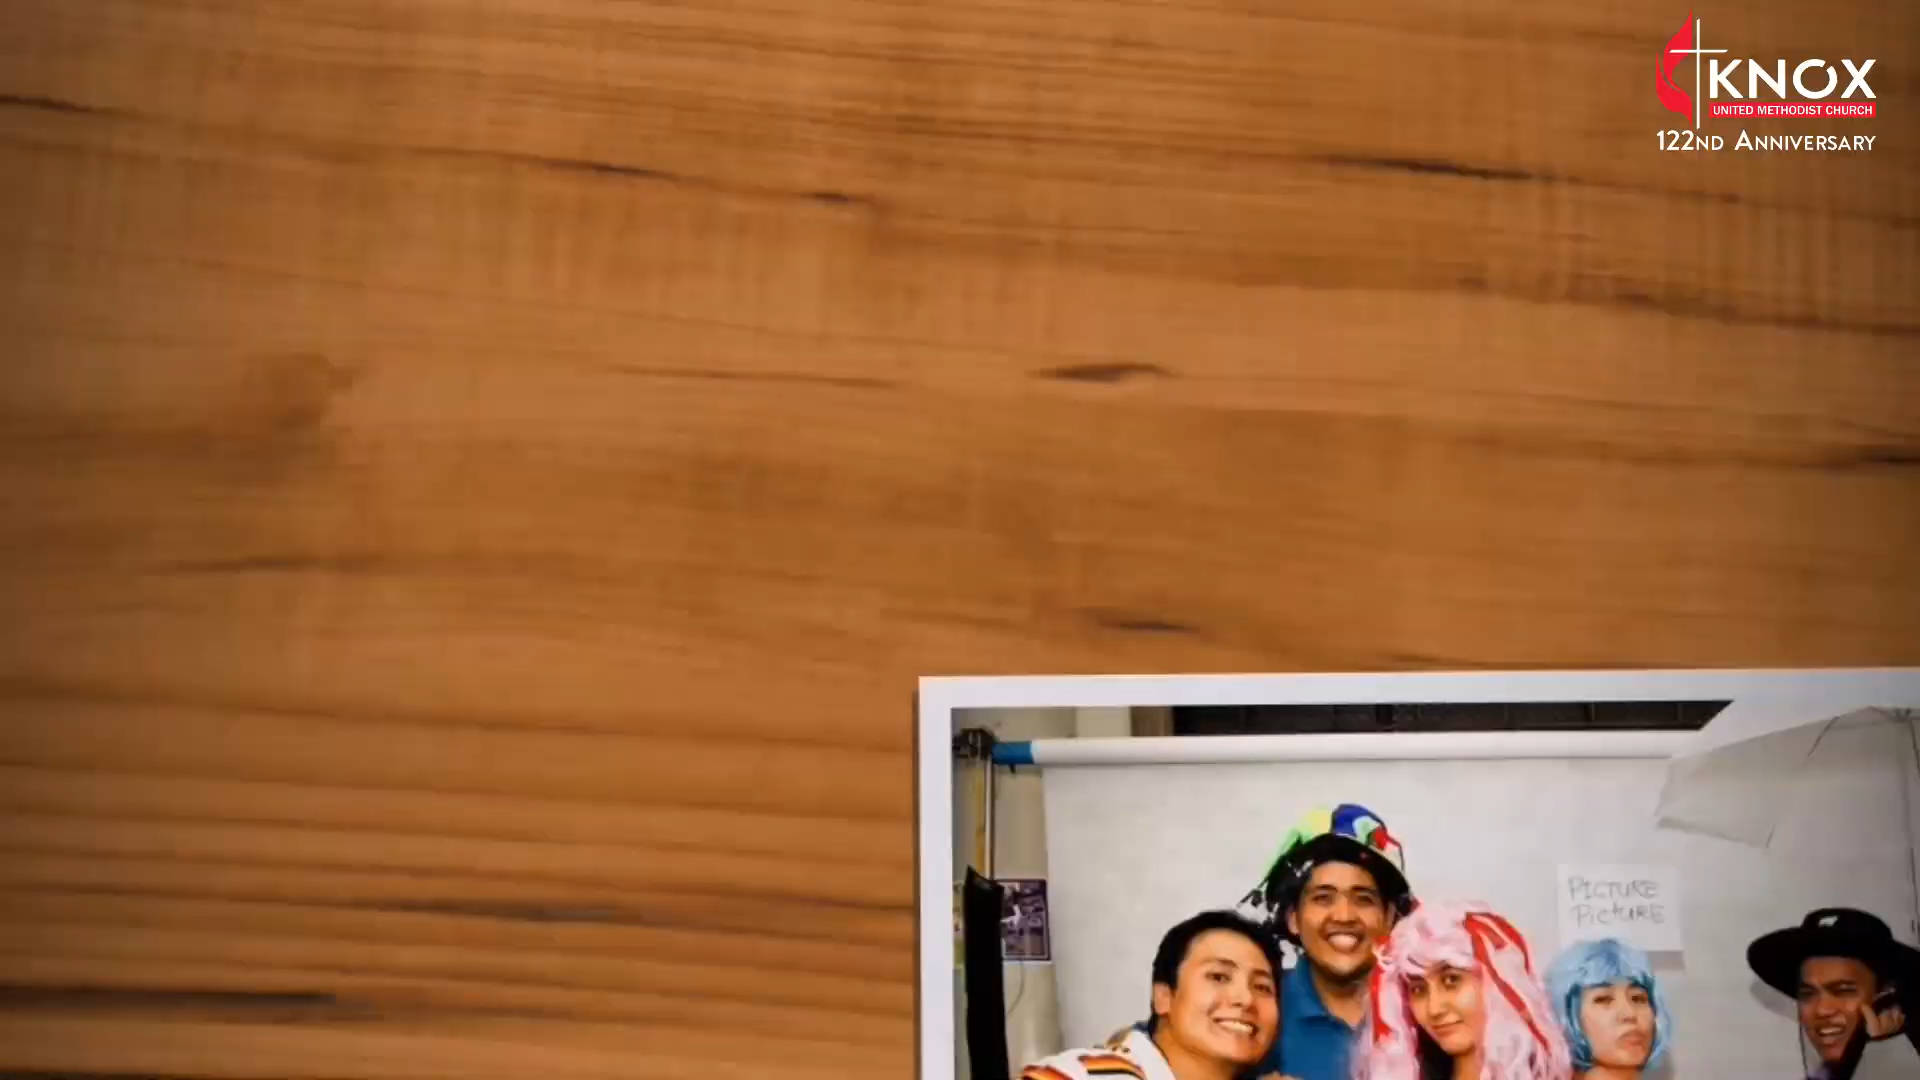 KNOX
UNITED METHODIST CHURCH
122ND ANNIVERSARY
PICTURE
PICTURE